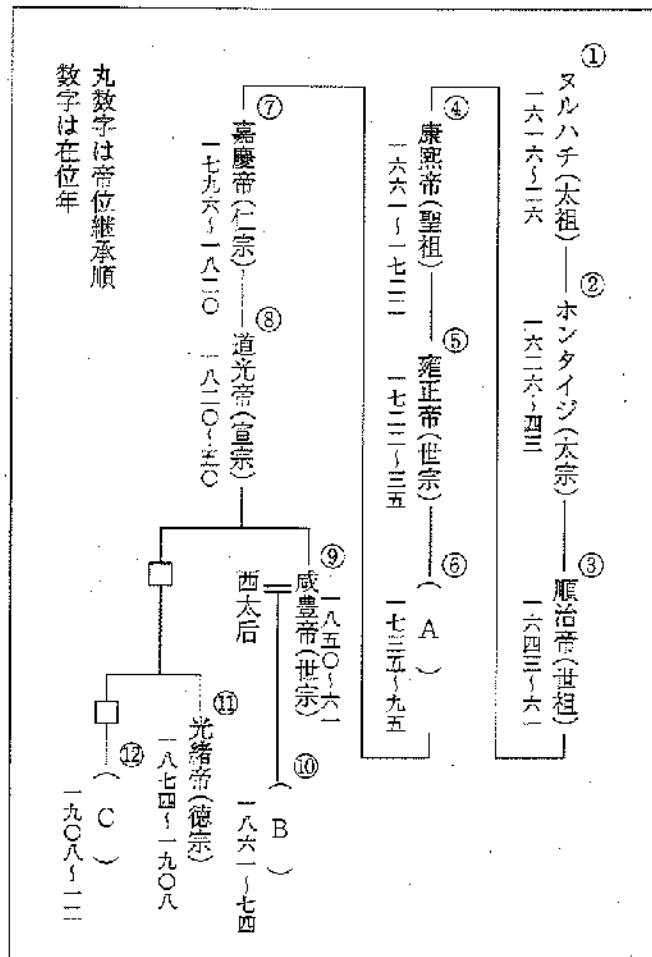 ①
ヌルハチ(太祖)
一六一六~二六
②
ホンタイジ(太宗)
一六二六~四三
③
順治帝(世祖)
一六四三~六一
④
康熙帝(聖祖)
一六六一~一七二二
⑤
雍正帝(世宗)
一七二二~三五
⑥
( A )
一七三五~九五
⑦
嘉慶帝(仁宗)
一七九六~一八二〇
⑧
道光帝(宣宗)
一八二〇~五〇
⑨
咸豊帝(世宗)
一八五〇~六一
西太后
⑩
( B )
一八六一~七四
⑪
光緒帝(徳宗)
一八七四~一九〇八
⑫
( C )
一九〇八~一二
丸数字は帝位継承順
数字は在位年